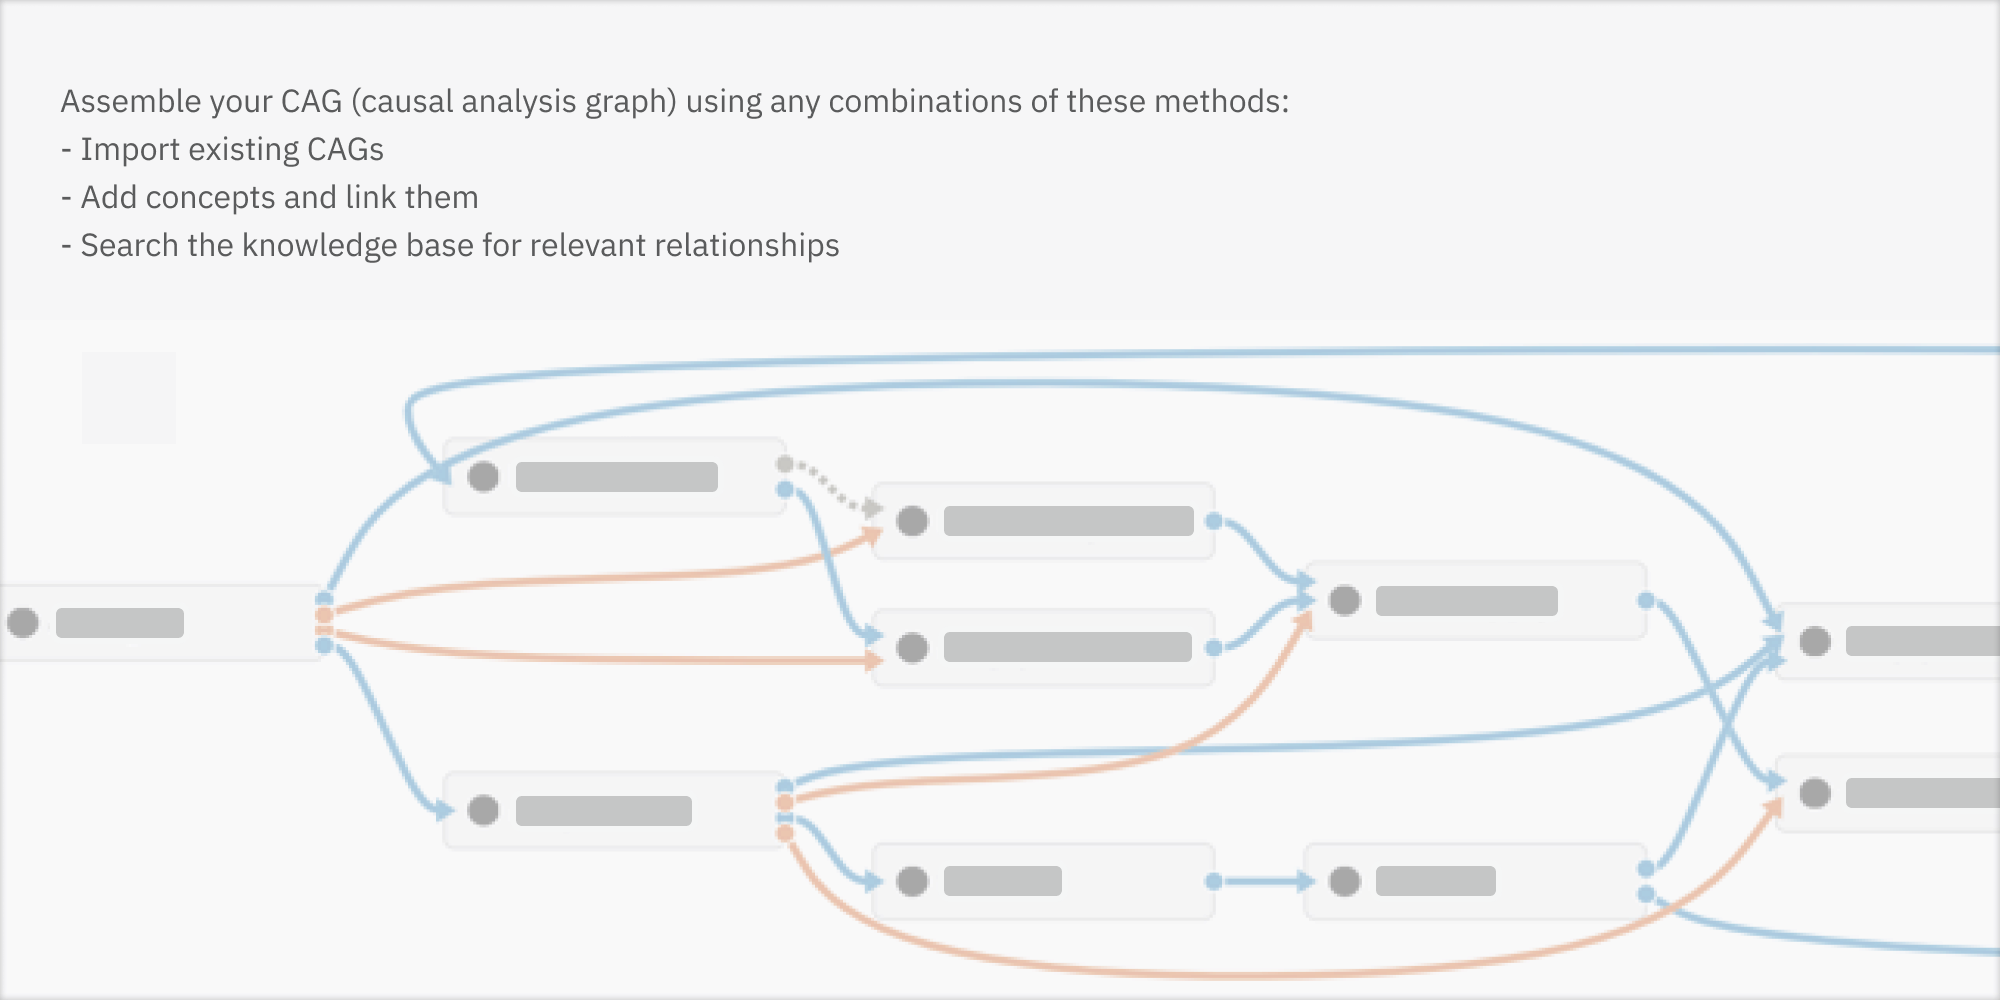 Assemble your CAG (causal analysis graph) using any combinations of these methods:
- Import existing CAGs
- Add concepts and link them
- Search the knowledge base for relevant relationships